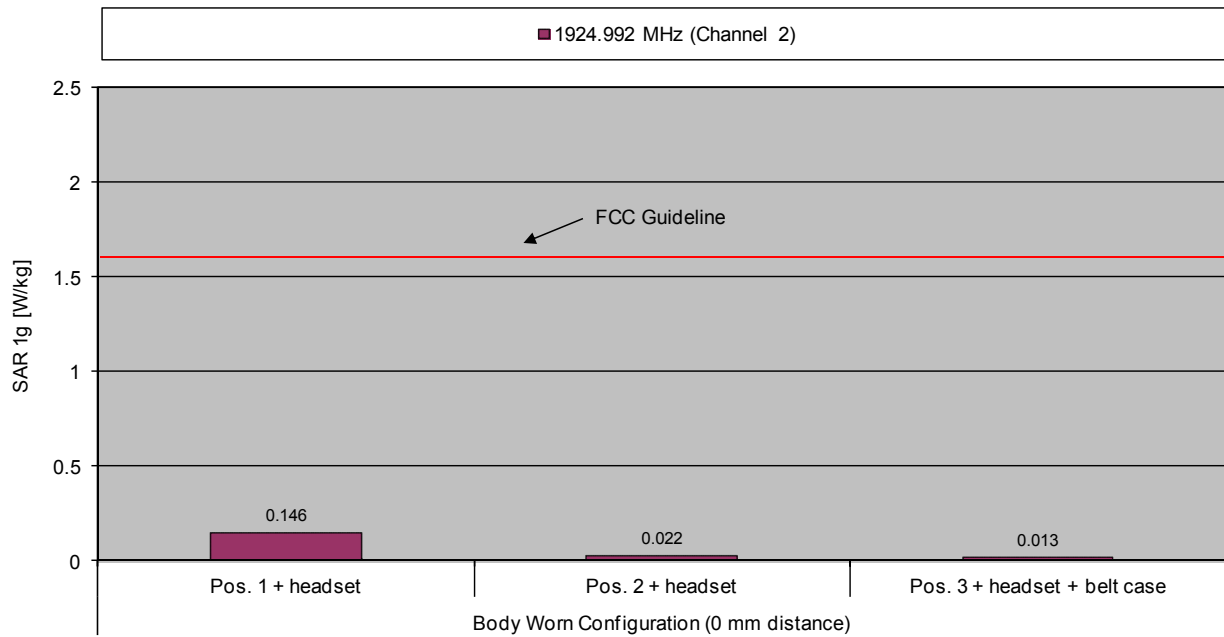 1924.992 MHz (Channel 2)
2.5
2
FCC Guideline
1.5
SAR 1g [W/kg]
1
0.5
0.146
0.022
0.013
0
Pos. 1 + headset
Pos. 2 + headset
Pos. 3 + headset + belt case
Body Worn Configuration (0 mm distance)